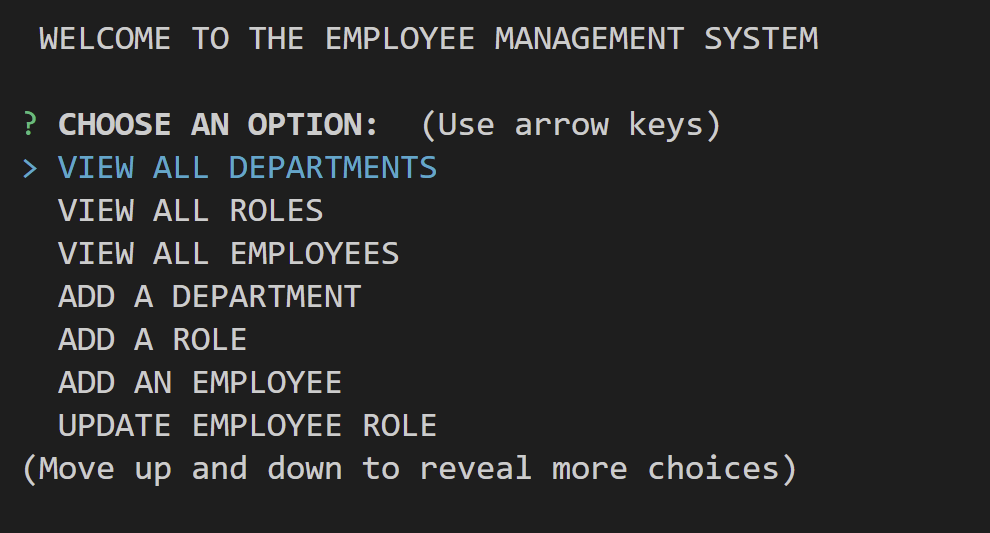 WELCOME TO THE EMPLOYEE MANAGEMENT SYSTEM
? CHOOSE AN OPTION: (Use arrow keys)
> VIEW ALL DEPARTMENTS
VIEW ALL ROLES
VIEW ALL EMPLOYEES
ADD A DEPARTMENT
ADD A ROLE
ADD AN EMPLOYEE
UPDATE EMPLOYEE ROLE
(Move up and down to reveal more choices)